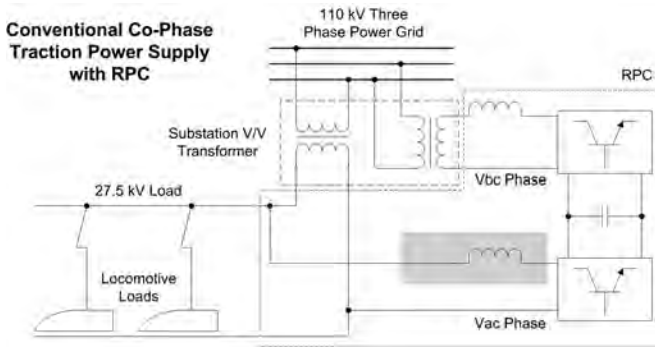 Conventional Co-Phase
Traction Power Supply
with RPC
110 kV Three
Phase Power Grid
RPC
Substation V/V
Transformer
Vbc Phase
27.5 kV Load
Locomotive
Loads
Vac Phase